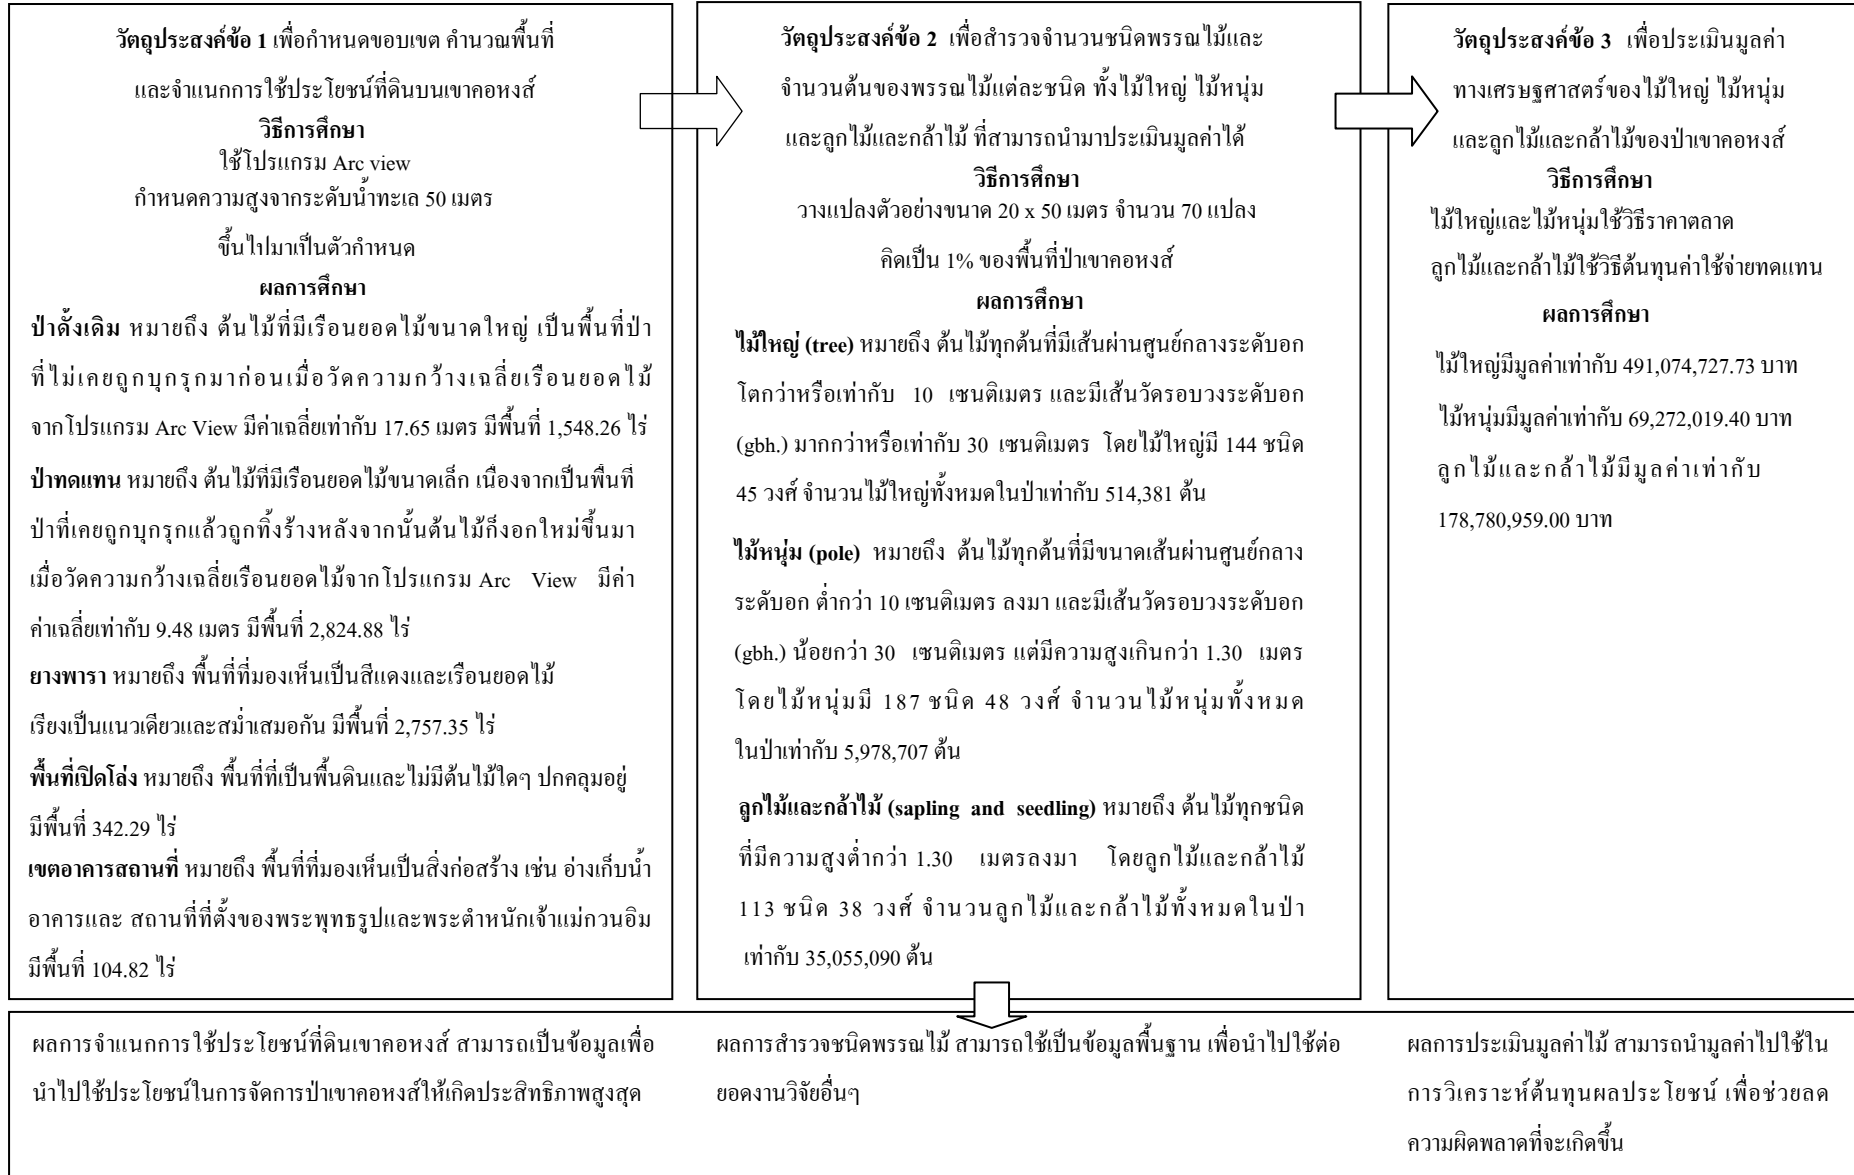 วัตถุประสงค์ข้อ 1 เพื่อกำหนดขอบเขต คำนวณพื้นที่
และจำแนกการใช้ประโยชน์ที่ดินบนเขาคอหงส์
วิธีการศึกษา
ใช้โปรแกรม Arc view
กำหนดความสูงจากระดับน้ำทะเล 50 เมตร
ขึ้นไปมาเป็นตัวกำหนด
ผลการศึกษา
ป่าดั้งเดิม หมายถึง ต้นไม้ที่มีเรือนยอดไม้ขนาดใหญ่ เป็นพื้นที่ป่า
ที่ไม่เคยถูกบุกรุกมาก่อนเมื่อวัดความกว้างเฉลี่ยเรือนยอดไม้
จากโปรแกรม Arc View มีค่าเฉลี่ยเท่ากับ 17.65 เมตร มีพื้นที่ 1,548.26 ไร่
ป่าทดแทน หมายถึง ต้นไม้ที่มีเรือนยอดไม้ขนาดเล็ก เนื่องจากเป็นพื้นที่
ป่าที่เคยถูกบุกรุกแล้วถูกทิ้งร้างหลังจากนั้นต้นไม้ก็งอกใหม่ขึ้นมา
เมื่อวัดความกว้างเฉลี่ยเรือนยอดไม้จากโปรแกรม Arc View มีค่า
ค่าเฉลี่ยเท่ากับ 9.48 เมตร มีพื้นที่ 2,824.88 ไร่
ยางพารา หมายถึง พื้นที่ที่มองเห็นเป็นสีแดงและเรือนยอดไม้
เรียงเป็นแนวเดียวและสม่ำเสมอกัน มีพื้นที่ 2,757.35 ไร่
พื้นที่เปิดโล่ง หมายถึง พื้นที่ที่เป็นพื้นดินและไม่มีต้นไม้ใดๆ ปกคลุมอยู่
มีพื้นที่ 342.29 ไร่
เขตอาคารสถานที่ หมายถึง พื้นที่ที่มองเห็นเป็นสิ่งก่อสร้าง เช่น อ่างเก็บน้ำ
อาคารและ สถานที่ที่ตั้งของพระพุทธรูปและพระตำหนักเจ้าแม่กวนอิม
มีพื้นที่ 104.82 ไร่
วัตถุประสงค์ข้อ 2 เพื่อสำรวจจำนวนชนิดพรรณไม้และ
จำนวนต้นของพรรณไม้แต่ละชนิด ทั้งไม้ใหญ่ ไม้หนุ่ม
และลูกไม้และกล้าไม้ ที่สามารถนำมาประเมินมูลค่าได้
วิธีการศึกษา
วางแปลงตัวอย่างขนาด 20 x 50 เมตร จำนวน 70 แปลง
คิดเป็น 1% ของพื้นที่ป่าเขาคอหงส์
ผลการศึกษา
ไม้ใหญ่ (tree) หมายถึง ต้นไม้ทุกต้นที่มีเส้นผ่านศูนย์กลางระดับอก
โตกว่าหรือเท่ากับ 10 เซนติเมตร และมีเส้นวัดรอบวงระดับอก
(gbh.) มากกว่าหรือเท่ากับ 30 เซนติเมตร โดยไม้ใหญ่มี 144 ชนิด
45 วงศ์ จำนวนไม้ใหญ่ทั้งหมดในป่าเท่ากับ 514,381 ต้น
ไม้หนุ่ม (pole) หมายถึง ต้นไม้ทุกต้นที่มีขนาดเส้นผ่านศูนย์กลาง
ระดับอก ต่ำกว่า 10 เซนติเมตร ลงมา และมีเส้นวัดรอบวงระดับอก
(gbh.) น้อยกว่า 30 เซนติเมตร แต่มีความสูงเกินกว่า 1.30 เมตร
โดยไม้หนุ่มมี 187 ชนิด 48 วงศ์ จำนวนไม้หนุ่มทั้งหมด
ในป่าเท่ากับ 5,978,707 ต้น
ลูกไม้และกล้าไม้ (sapling and seedling) หมายถึง ต้นไม้ทุกชนิด
ที่มีความสูงต่ำกว่า 1.30 เมตรลงมา โดยลูกไม้และกล้าไม้
113 ชนิด 38 วงศ์ จำนวนลูกไม้และกล้าไม้ทั้งหมดในป่า
เท่ากับ 35,055,090 ต้น
วัตถุประสงค์ข้อ 3 เพื่อประเมินมูลค่า
ทางเศรษฐศาสตร์ของไม้ใหญ่ ไม้หนุ่ม
และลูกไม้และกล้าไม้ของป่าเขาคอหงส์
วิธีการศึกษา
ไม้ใหญ่และไม้หนุ่มใช้วิธีราคาตลาด
ลูกไม้และกล้าไม้ใช้วิธีต้นทุนค่าใช้จ่ายทดแทน
ผลการศึกษา
ไม้ใหญ่มีมูลค่าเท่ากับ 491,074,727.73 บาท
ไม้หนุ่มมีมูลค่าเท่ากับ 69,272,019.40 บาท
ลูกไม้และกล้าไม้มีมูลค่าเท่ากับ
178,780,959.00 บาท
ผลการจำแนกการใช้ประโยชน์ที่ดินเขาคอหงส์ สามารถเป็นข้อมูลเพื่อ
นำไปใช้ประโยชน์ในการจัดการป่าเขาคอหงส์ให้เกิดประสิทธิภาพสูงสุด
ผลการสำรวจชนิดพรรณไม้ สามารถใช้เป็นข้อมูลพื้นฐาน เพื่อนำไปใช้ต่อ
ยอดงานวิจัยอื่นๆ
ผลการประเมินมูลค่าไม้ สามารถนำมูลค่าไปใช้ใน
การวิเคราะห์ต้นทุนผลประโยชน์ เพื่อช่วยลด
ความผิดพลาดที่จะเกิดขึ้น